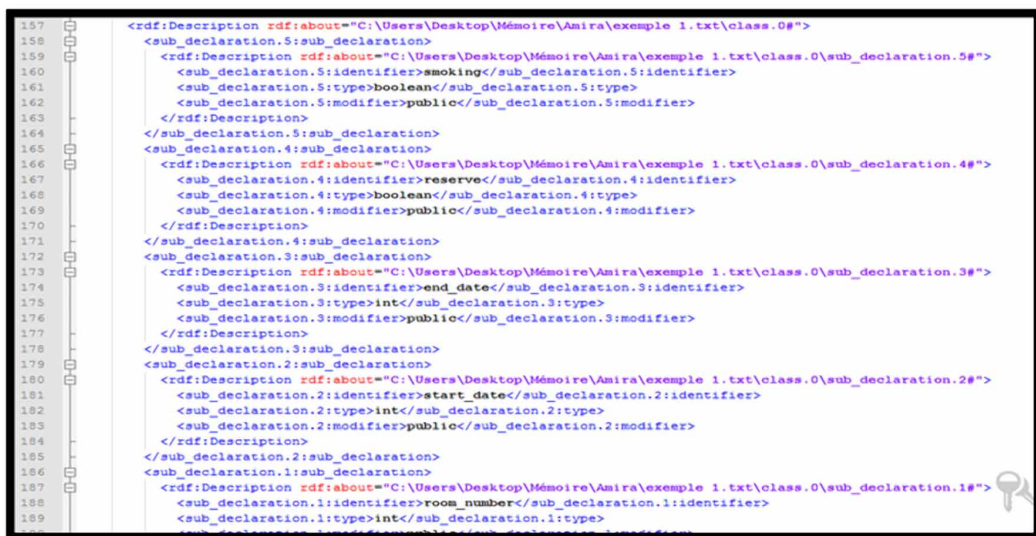 157 <rdf:Description rdf:about="C:\Users\Desktop\Mémoire\Amira\exemple 1.txt\class.0#">
158 <sub_declaration.5:sub_declaration>
159 <rdf:Description rdf:about="C:\Users\Desktop\Mémoire\Amira\exemple 1.txt\class.0\sub_declaration.5#">
160 <sub_declaration.5:identifier>smoking</sub_declaration.5:identifier>
161 <sub_declaration.5:type>boolean</sub_declaration.5:type>
162 <sub_declaration.5:modifier>public</sub_declaration.5:modifier>
163 </rdf:Description>
164 </sub_declaration.5:sub_declaration>
165 <sub_declaration.4:sub_declaration>
166 <rdf:Description rdf:about="C:\Users\Desktop\Mémoire\Amira\exemple 1.txt\class.0\sub_declaration.4#">
167 <sub_declaration.4:identifier>reserve</sub_declaration.4:identifier>
168 <sub_declaration.4:type>boolean</sub_declaration.4:type>
169 <sub_declaration.4:modifier>public</sub_declaration.4:modifier>
170 </rdf:Description>
171 </sub_declaration.4:sub_declaration>
172 <sub_declaration.3:sub_declaration>
173 <rdf:Description rdf:about="C:\Users\Desktop\Mémoire\Amira\exemple 1.txt\class.0\sub_declaration.3#">
174 <sub_declaration.3:identifier>end_date</sub_declaration.3:identifier>
175 <sub_declaration.3:type>int</sub_declaration.3:type>
176 <sub_declaration.3:modifier>public</sub_declaration.3:modifier>
177 </rdf:Description>
178 </sub_declaration.3:sub_declaration>
179 <sub_declaration.2:sub_declaration>
180 <rdf:Description rdf:about="C:\Users\Desktop\Mémoire\Amira\exemple 1.txt\class.0\sub_declaration.2#">
181 <sub_declaration.2:identifier>start_date</sub_declaration.2:identifier>
182 <sub_declaration.2:type>int</sub_declaration.2:type>
183 <sub_declaration.2:modifier>public</sub_declaration.2:modifier>
184 </rdf:Description>
185 </sub_declaration.2:sub_declaration>
186 <sub_declaration.1:sub_declaration>
187 <rdf:Description rdf:about="C:\Users\Desktop\Mémoire\Amira\exemple 1.txt\class.0\sub_declaration.1#">
188 <sub_declaration.1:identifier>room_number</sub_declaration.1:identifier>
189 <sub_declaration.1:type>int</sub_declaration.1:type>